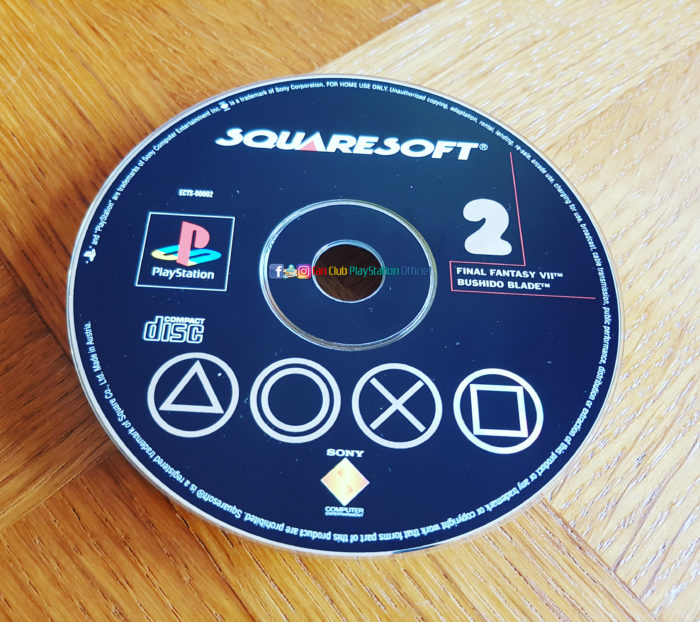 SQUARESOFT®
ECTS-00002
PlayStation
2
FINAL FANTASY VII™
BUSHIDO BLADE™
Fan Club PlayStation Officiel
COMPACT
disc
SONY
COMPUTER
ENTERTAINMENT
and "PlayStation" are trademarks of Sony Computer Entertainment Inc. is a trademark of Sony Corporation. FOR HOME USE ONLY. Unauthorised copying, adaptation, rental, lending, re-sale, arcade use, charging for use, broadcast, cable transmission, public performance, distribution or extraction of this product or any trademark or copyright work that forms part of this product are prohibited. Squaresoft® is a registered trademark of Square Co., Ltd. Made in Austria.